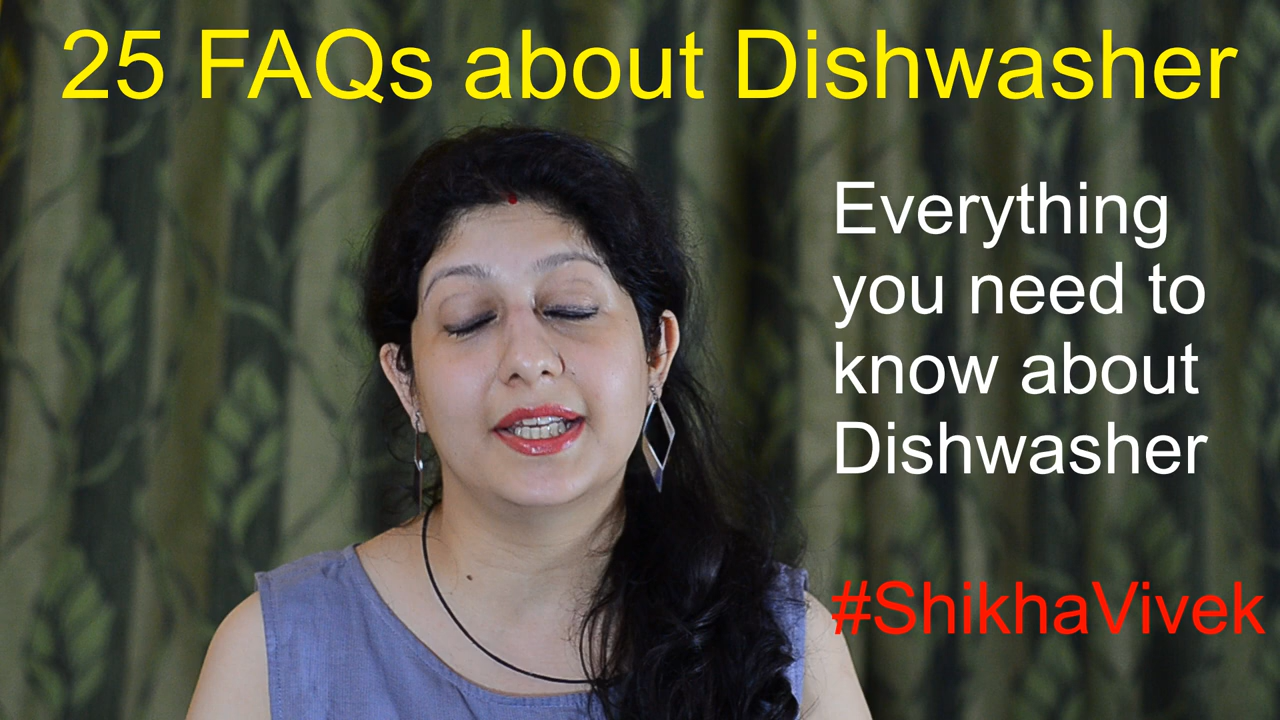 25 FAQs about Dishwasher
Everything
you need to
know about
Dishwasher
#ShikhaVivek